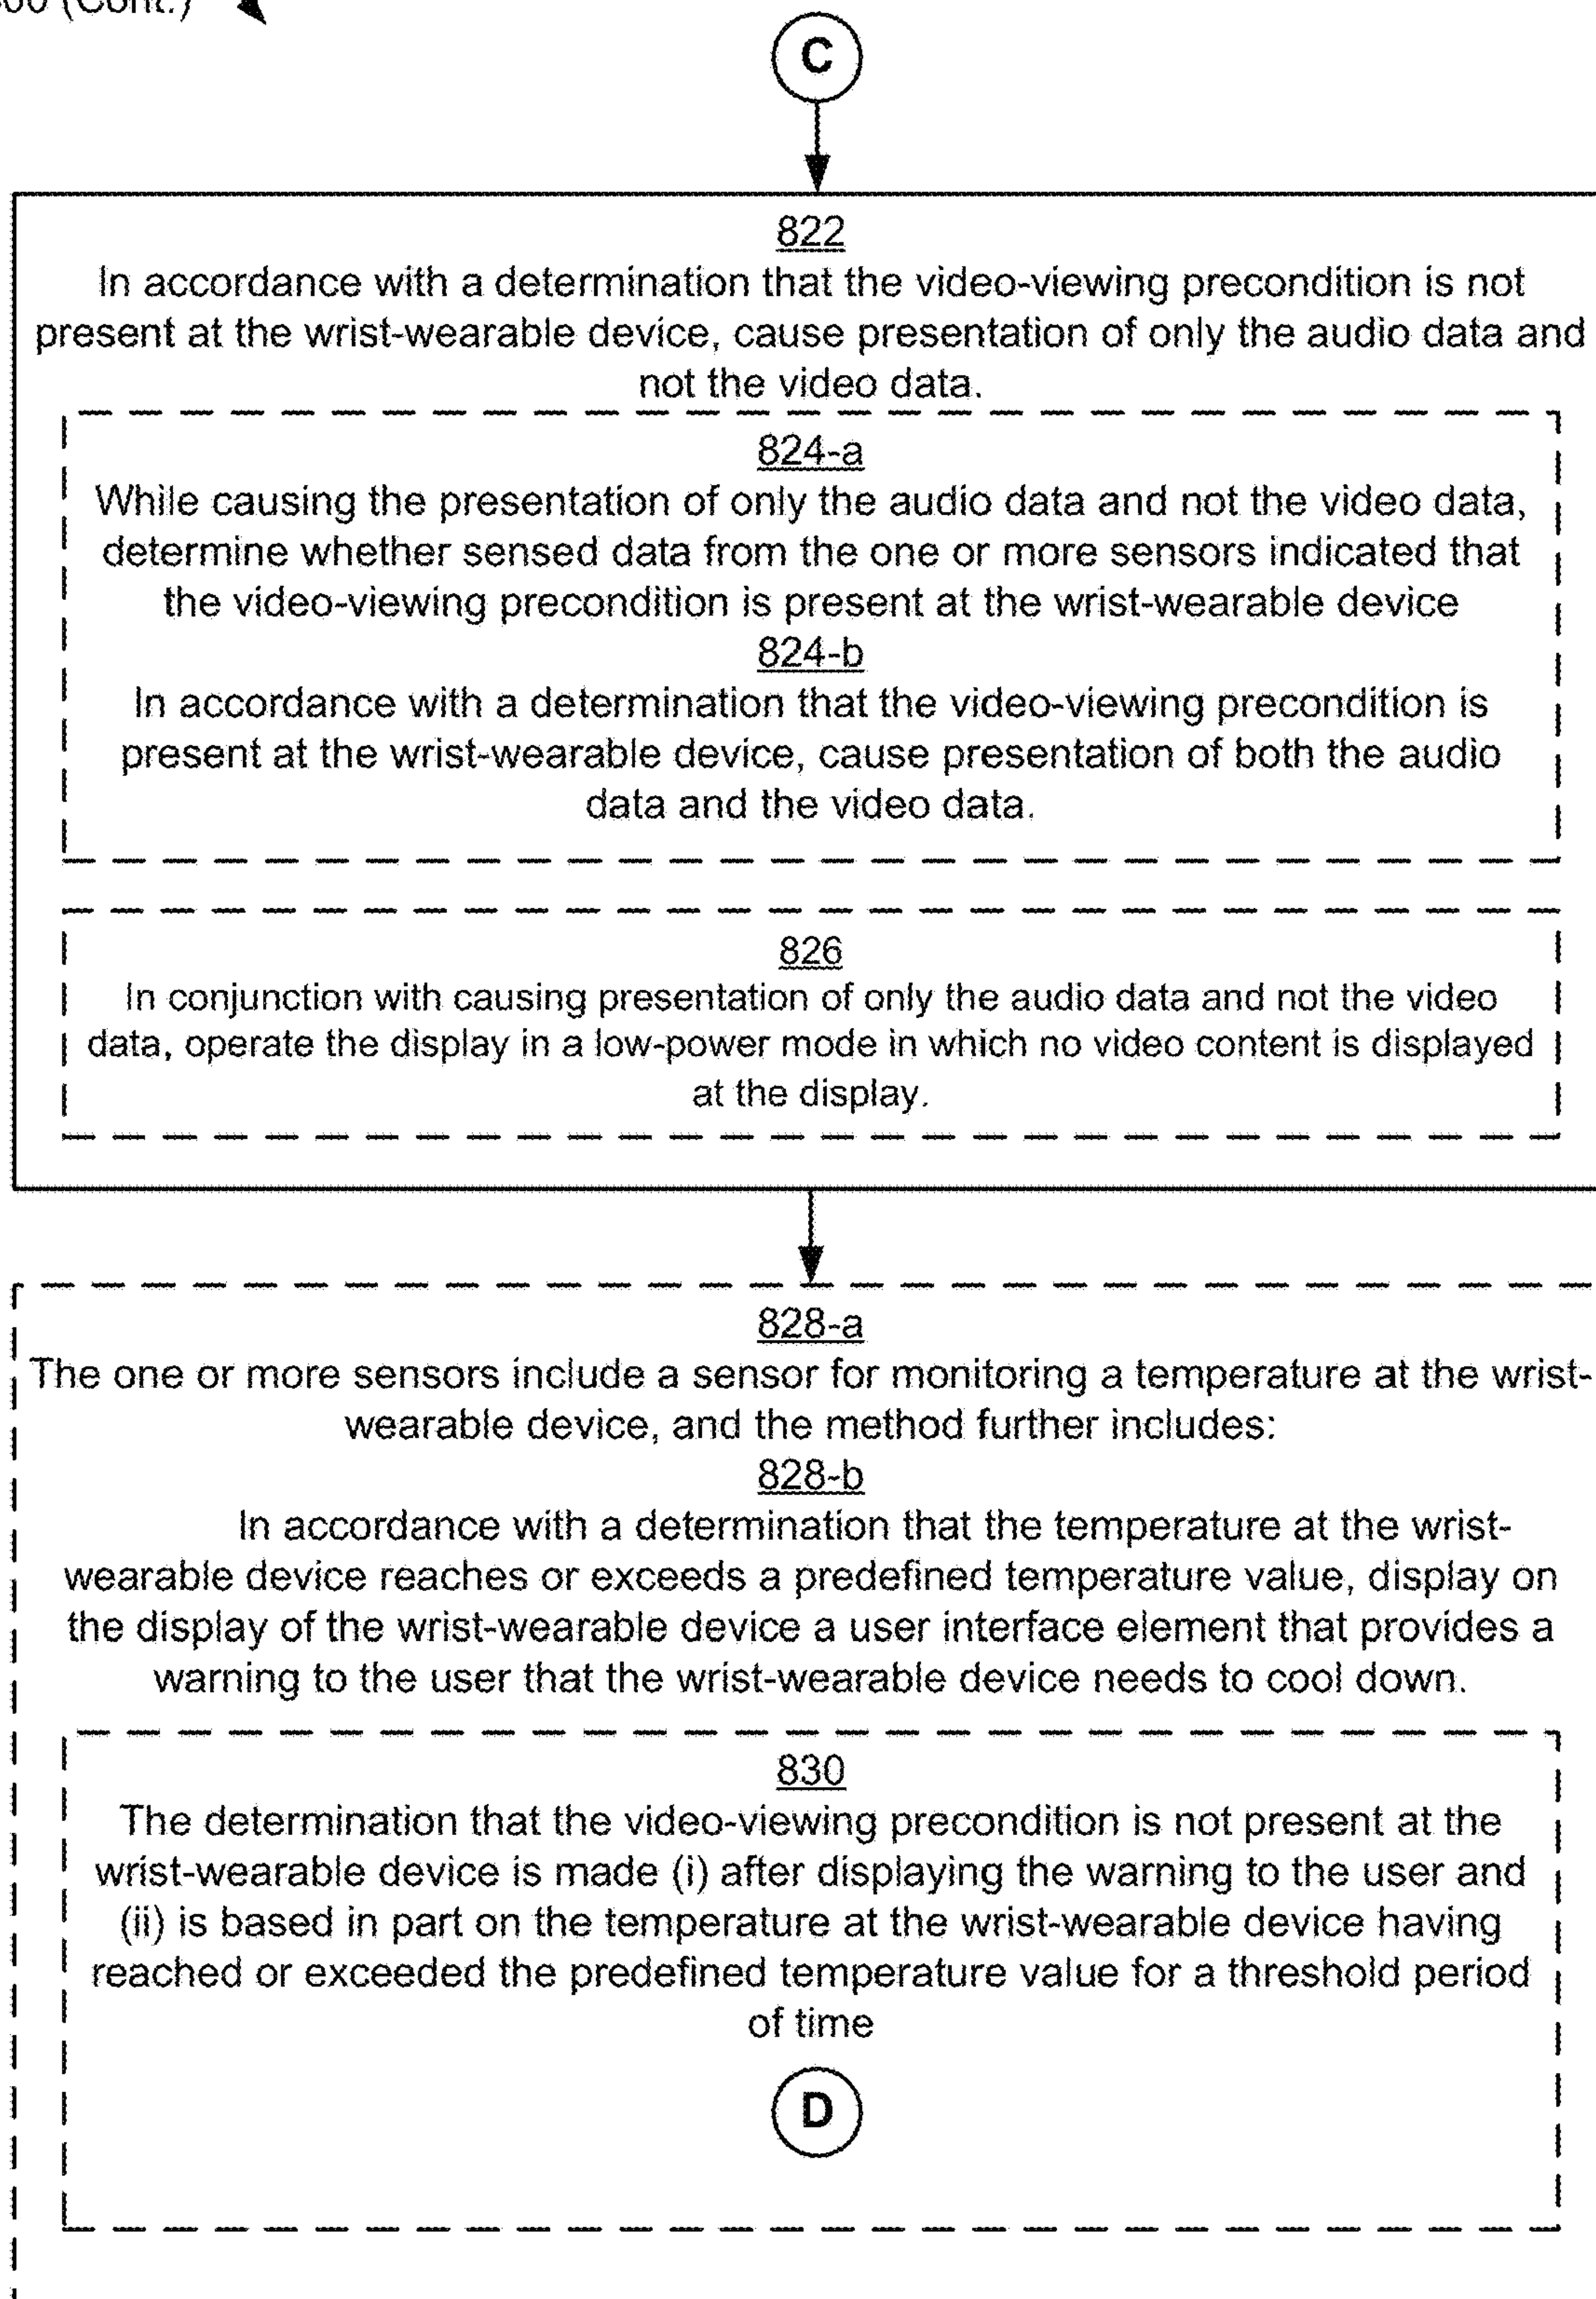 (Cont.)
C
822
In accordance with a determination that the video-viewing precondition is not
present at the wrist-wearable device, cause presentation of only the audio data and
not the video data.
824-a
While causing the presentation of only the audio data and not the video data,
determine whether sensed data from the one or more sensors indicated that
the video-viewing precondition is present at the wrist-wearable device
824-b
In accordance with a determination that the video-viewing precondition is
present at the wrist-wearable device, cause presentation of both the audio
data and the video data.
826
In conjunction with causing presentation of only the audio data and not the video
data, operate the display in a low-power mode in which no video content is displayed
at the display.
828-a
The one or more sensors include a sensor for monitoring a temperature at the wrist-
wearable device, and the method further includes:
828-b
In accordance with a determination that the temperature at the wrist-
wearable device reaches or exceeds a predefined temperature value, display on
the display of the wrist-wearable device a user interface element that provides a
warning to the user that the wrist-wearable device needs to cool down.
830
The determination that the video-viewing precondition is not present at the
wrist-wearable device is made (i) after displaying the warning to the user and
(ii) is based in part on the temperature at the wrist-wearable device having
reached or exceeded the predefined temperature value for a threshold period
of time
D